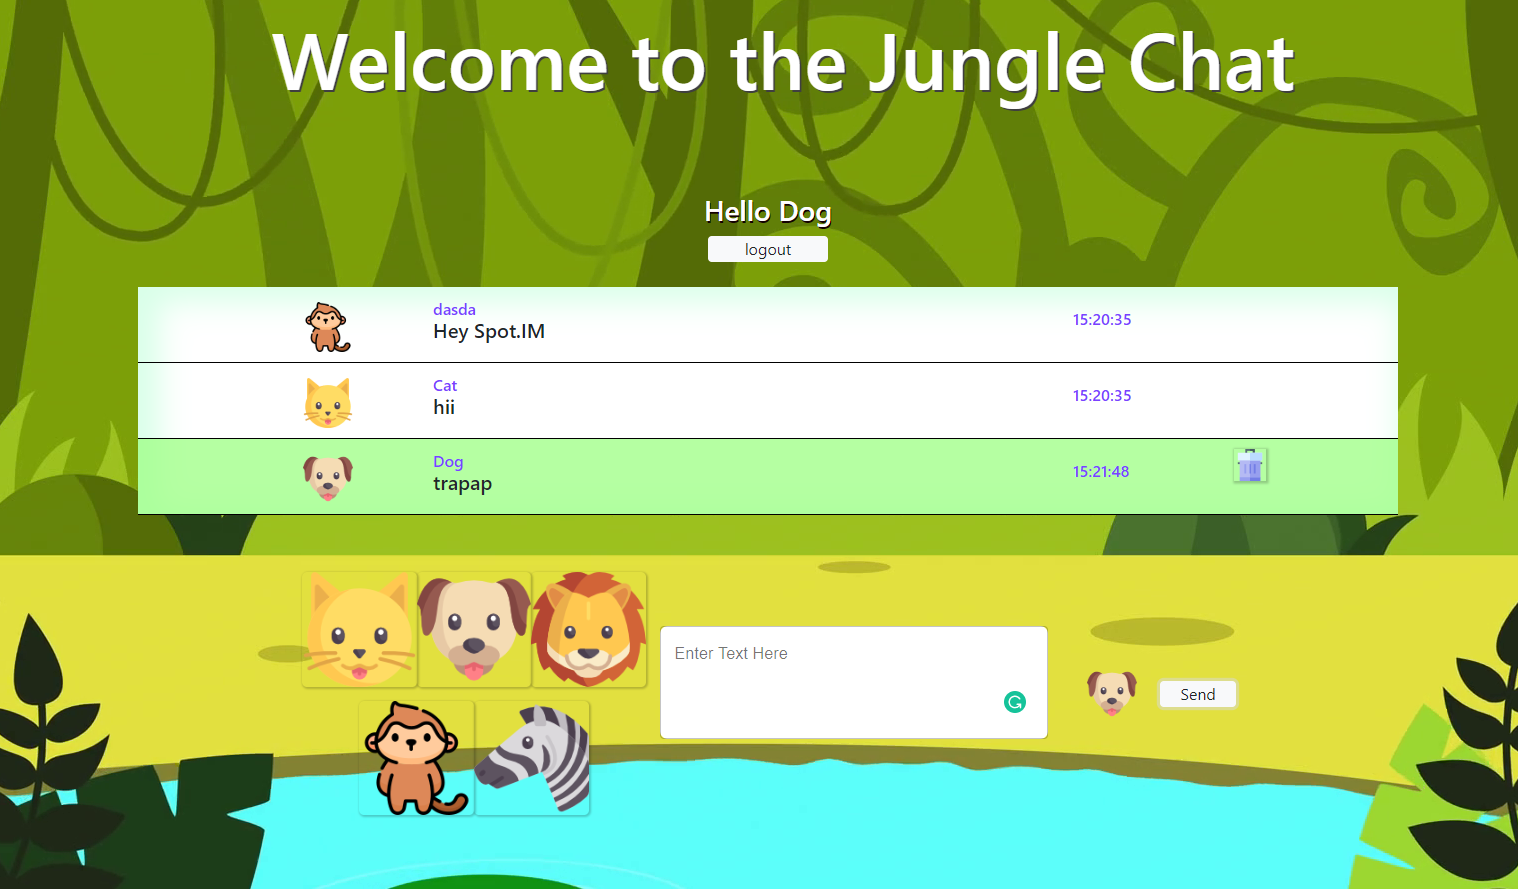 Welcome to the Jungle Chat
Hello Dog
logout
dasda
Hey Spot.IM
15:20:35
Cat
hii
15:20:35
Dog
trapap
15:21:48
Enter Text Here
Send